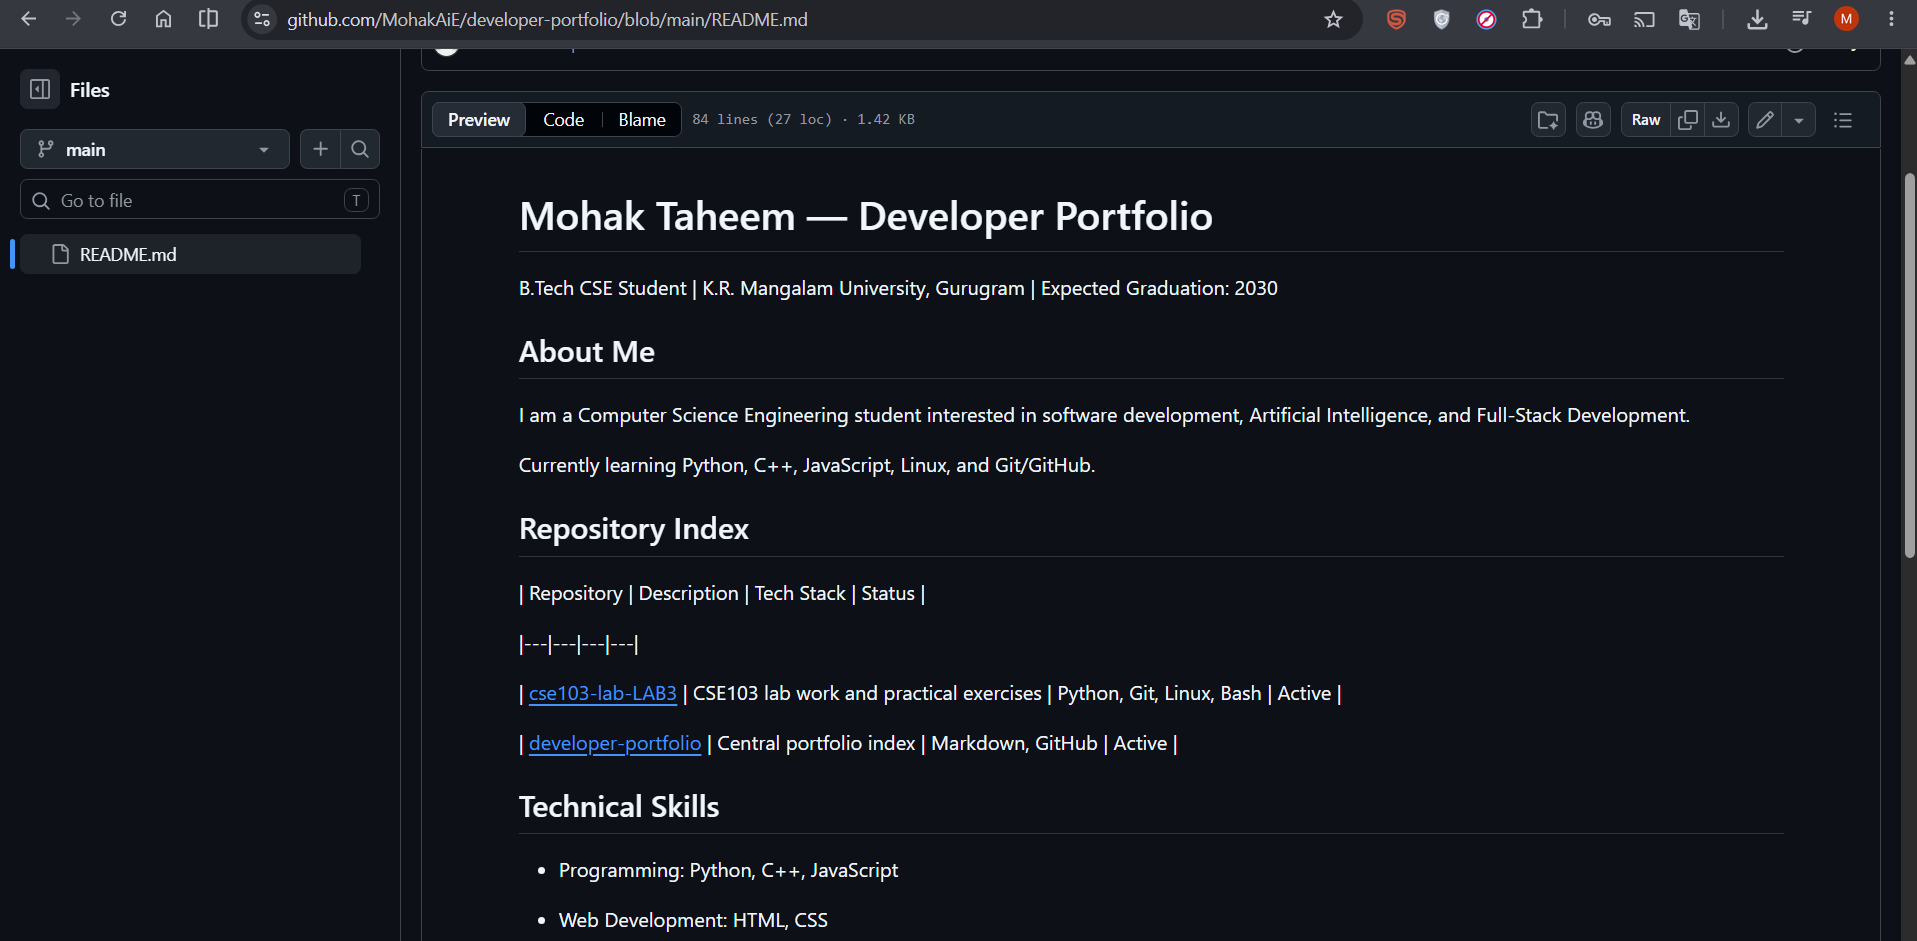 github.com/MohakAiE/developer-portfolio/blob/main/README.md
M
Files
main
Go to file
T
README.md
Preview
Code
Blame
84 lines (27 loc) · 1.42 KB
Raw
Mohak Taheem — Developer Portfolio
B.Tech CSE Student | K.R. Mangalam University, Gurugram | Expected Graduation: 2030
About Me
I am a Computer Science Engineering student interested in software development, Artificial Intelligence, and Full-Stack Development.
Currently learning Python, C++, JavaScript, Linux, and Git/GitHub.
Repository Index
| Repository | Description | Tech Stack | Status |
|---|---|---|---|
| cse103-lab-LAB3 | CSE103 lab work and practical exercises | Python, Git, Linux, Bash | Active |
| developer-portfolio | Central portfolio index | Markdown, GitHub | Active |
Technical Skills
• Programming: Python, C++, JavaScript
• Web Development: HTML, CSS